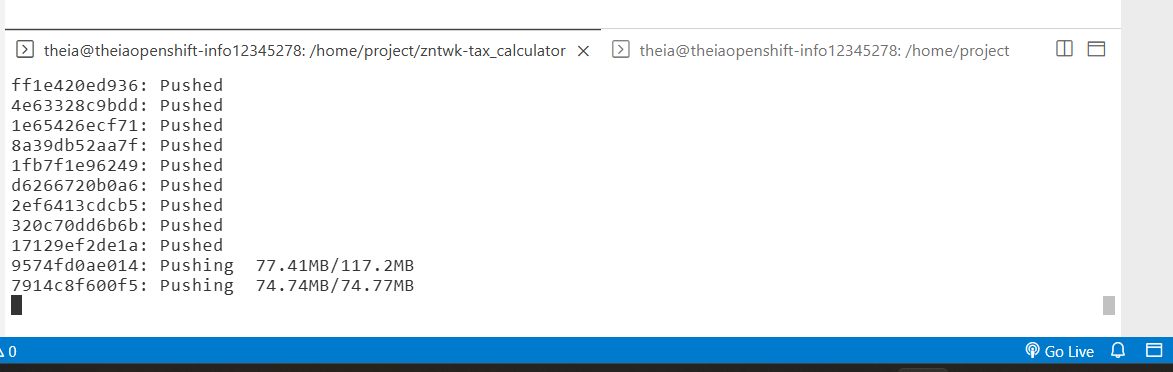 theia@theiaopenshift-info12345278: /home/project/zntwk-tax_calculator theia@theiaopenshift-info12345278: /home/project
ff1e420ed936: Pushed
4e63328c9bdd: Pushed
1e65426ecf71: Pushed
8a39db52aa7f: Pushed
1fb7f1e96249: Pushed
d6266720b0a6: Pushed
2ef6413cdcb5: Pushed
320c70dd6b6b: Pushed
17129ef2de1a: Pushed
9574fd0ae014: Pushing 77.41MB/117.2MB
7914c8f600f5: Pushing 74.74MB/74.77MB
0 Go Live